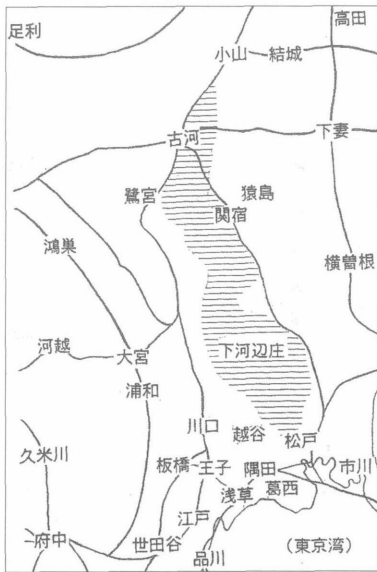 足利
高田
小山
結城
古河
下妻
鷲宮
猿島
関宿
鴻巣
横曽根
河越
大宮
下河辺庄
浦和
川口
越谷
松戸
久米川
板橋
王子
隅田
市川
浅草
葛西
江戸
府中
世田谷
品川
(東京湾)